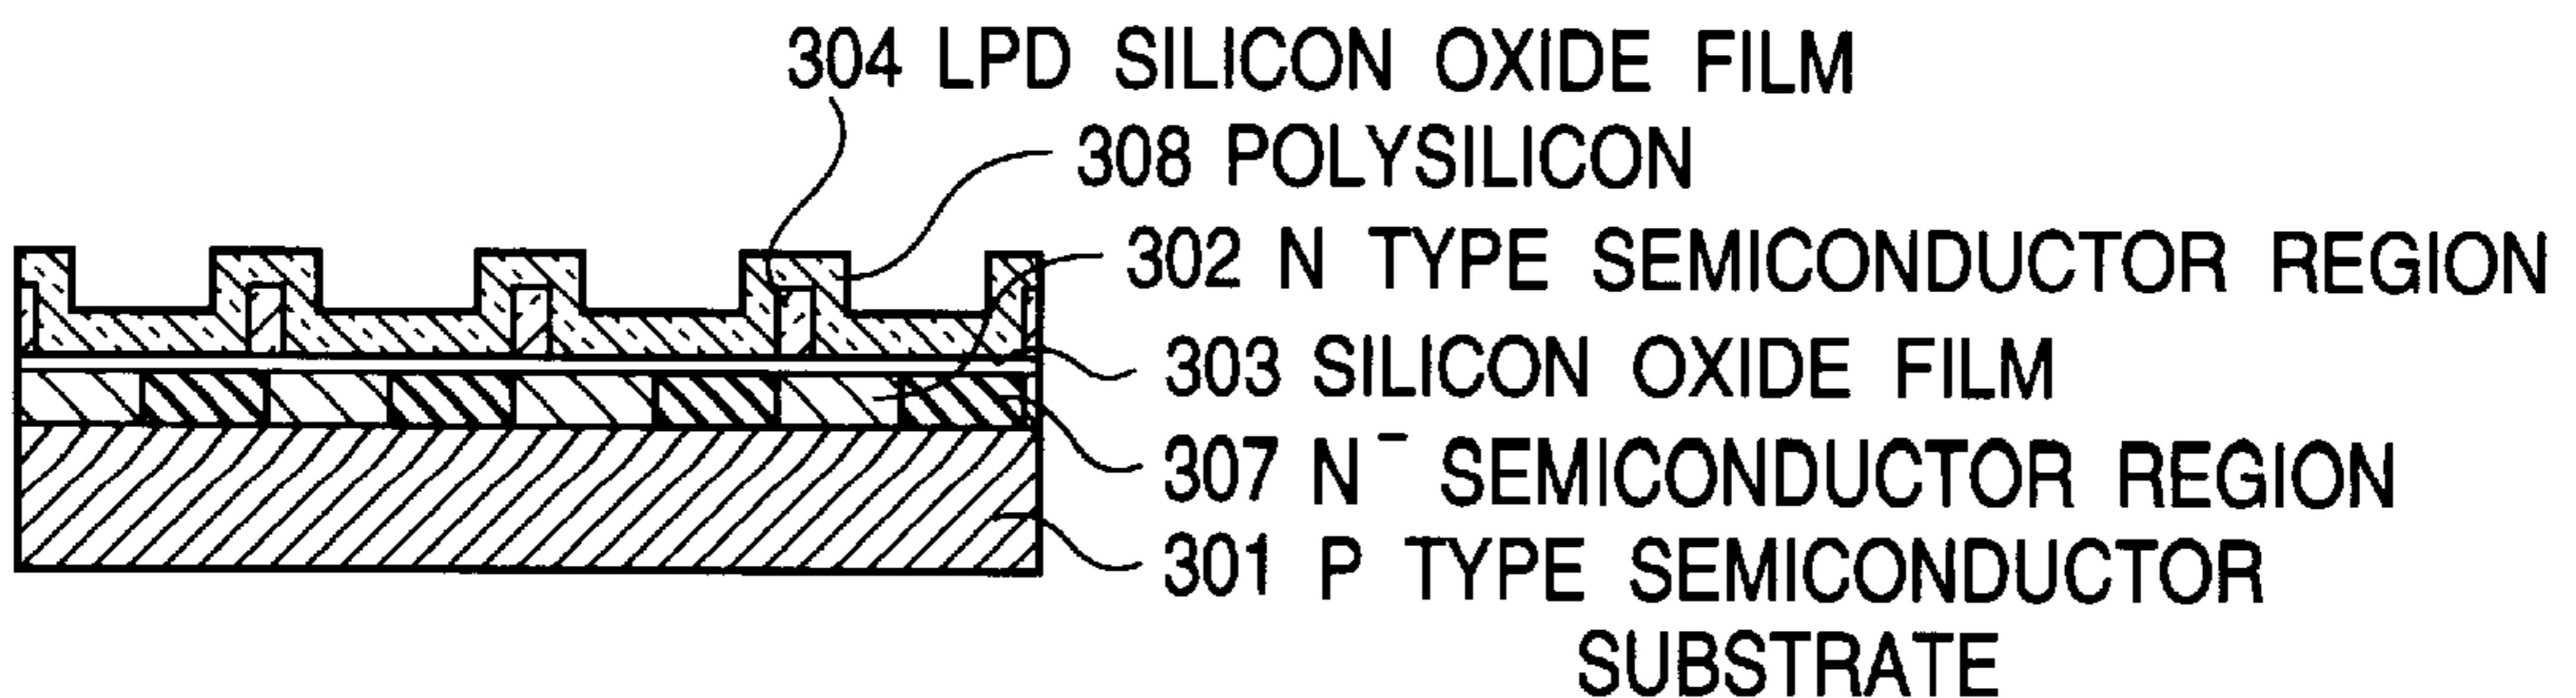 304 LPD SILICON OXIDE FILM
308 POLYSILICON
302 N TYPE SEMICONDUCTOR REGION
303 SILICON OXIDE FILM
307 N⁻ SEMICONDUCTOR REGION
301 P TYPE SEMICONDUCTOR
SUBSTRATE